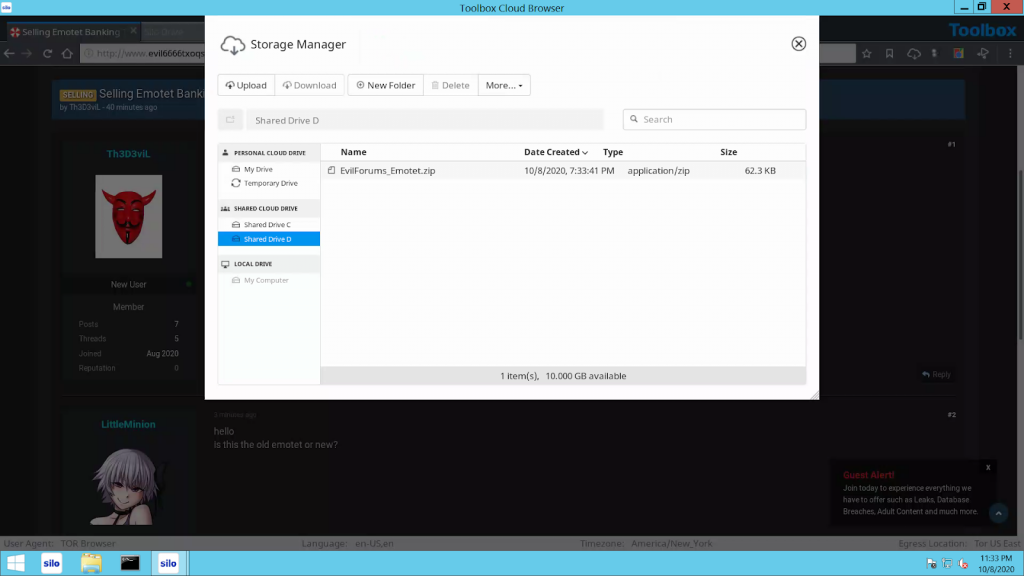 silo
Toolbox Cloud Browser
Selling Emotet Banking
Toolbox
http://www.evil6666txoqs
Storage Manager
Upload
Download
New Folder
Delete
More...
Shared Drive D
Search
PERSONAL CLOUD DRIVE
My Drive
Temporary Drive
SHARED CLOUD DRIVE
Shared Drive C
Shared Drive D
LOCAL DRIVE
My Computer
Name Date Created Type Size
EvilForums_Emotet.zip 10/8/2020, 7:33:41 PM application/zip 62.3 KB
1 item(s), 10.000 GB available
SELLING Selling Emotet Banki
by Th3D3viL - 40 minutes ago
#1
Th3D3viL
New User
Member
Posts 7
Threads 5
Joined Aug 2020
Reputation 0
Reply
#2
LittleMinion
minutes ago
hello
is this the old emotet or new?
Guest Alert! x
Join today to experience everything we
have to offer such as Leaks, Database
Breaches, Adult Content and much more.
User Agent: TOR Browser Language: en-US,en Timezone: America/New_York Egress Location: Tor US East
silo
silo
11:33 PM
10/8/2020